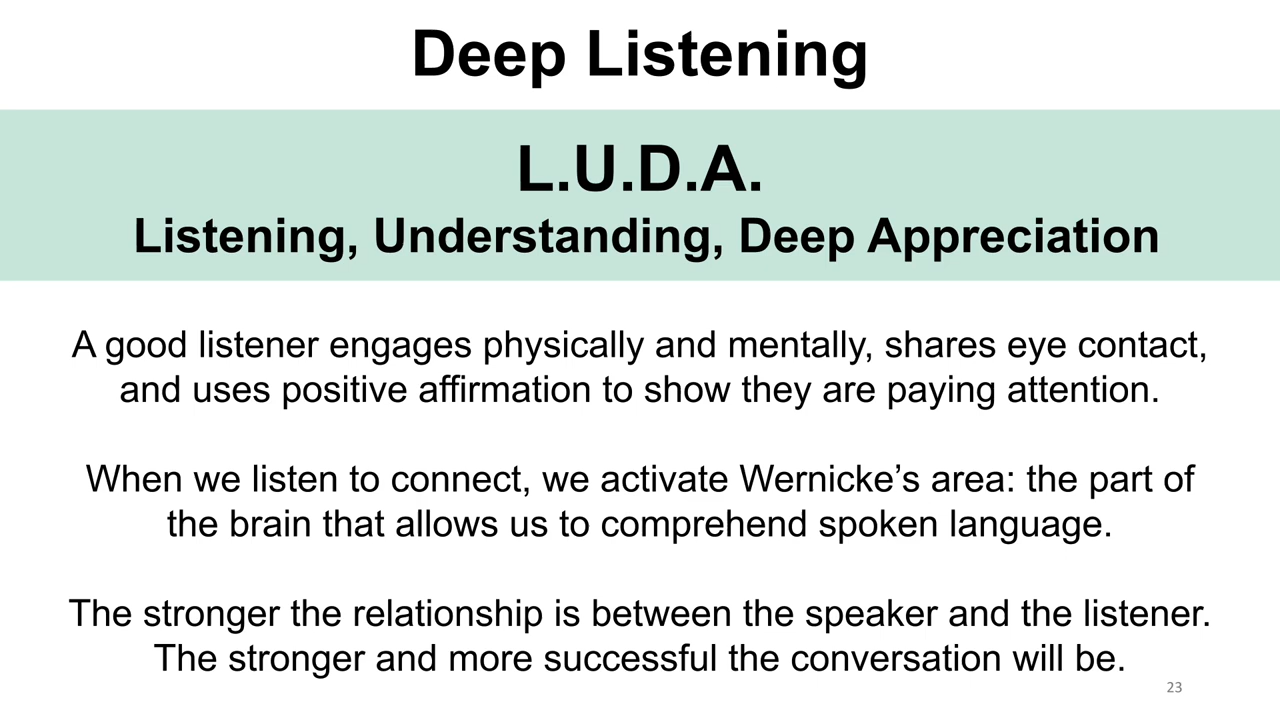 Deep Listening
L.U.D.A.
Listening, Understanding, Deep Appreciation
A good listener engages physically and mentally, shares eye contact,
and uses positive affirmation to show they are paying attention.
When we listen to connect, we activate Wernicke’s area: the part of
the brain that allows us to comprehend spoken language.
The stronger the relationship is between the speaker and the listener.
The stronger and more successful the conversation will be.
23